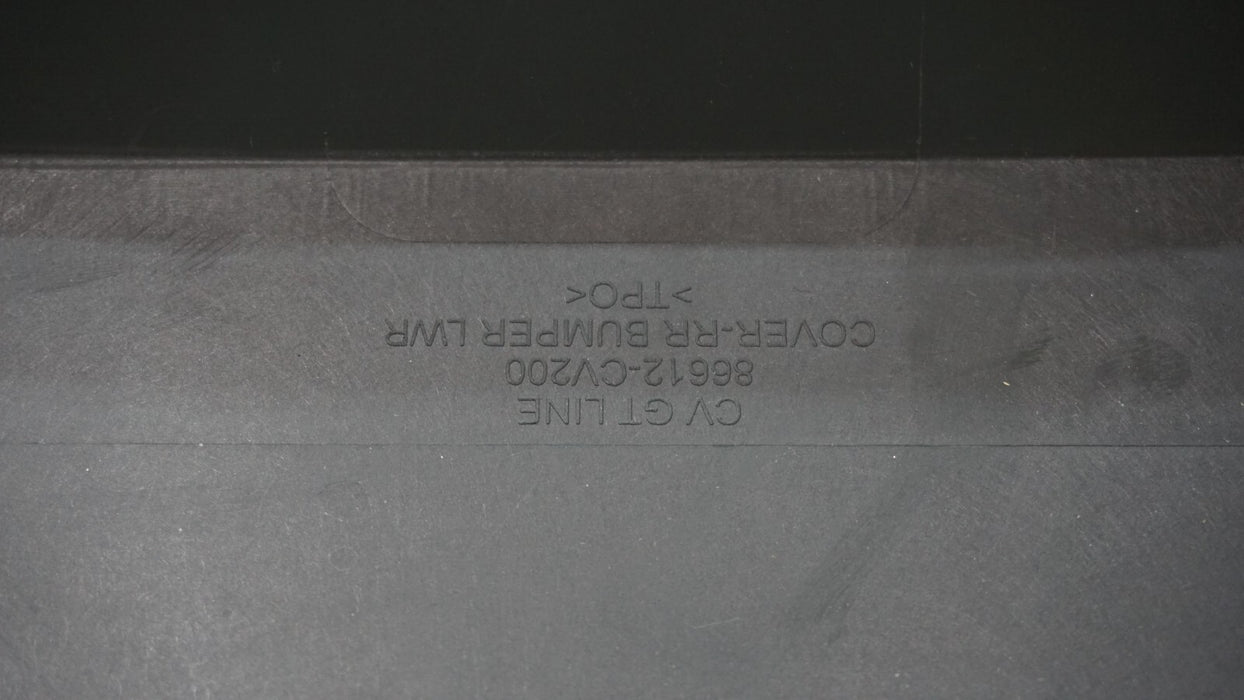 CV GT LINE
86612-CV200
COVER-RR BUMPER LWR
>TPO<